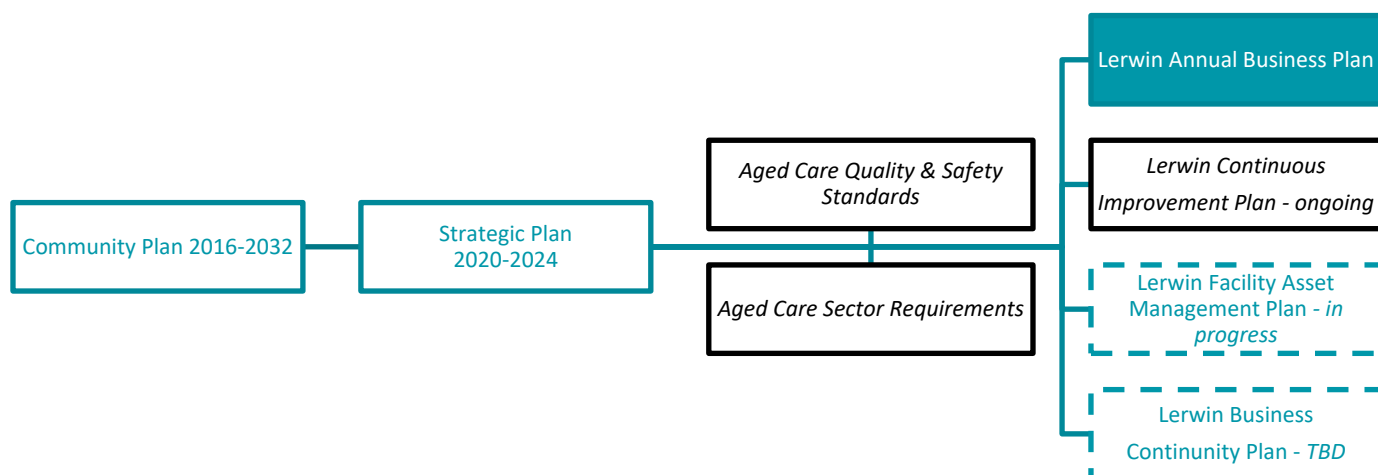 Community Plan 2016-2032
Strategic Plan
2020-2024
Aged Care Quality & Safety
Standards
Aged Care Sector Requirements
Lerwin Annual Business Plan
Lerwin Continuous
Improvement Plan - ongoing
Lerwin Facility Asset
Management Plan - in
progress
Lerwin Business
Continunity Plan - TBD